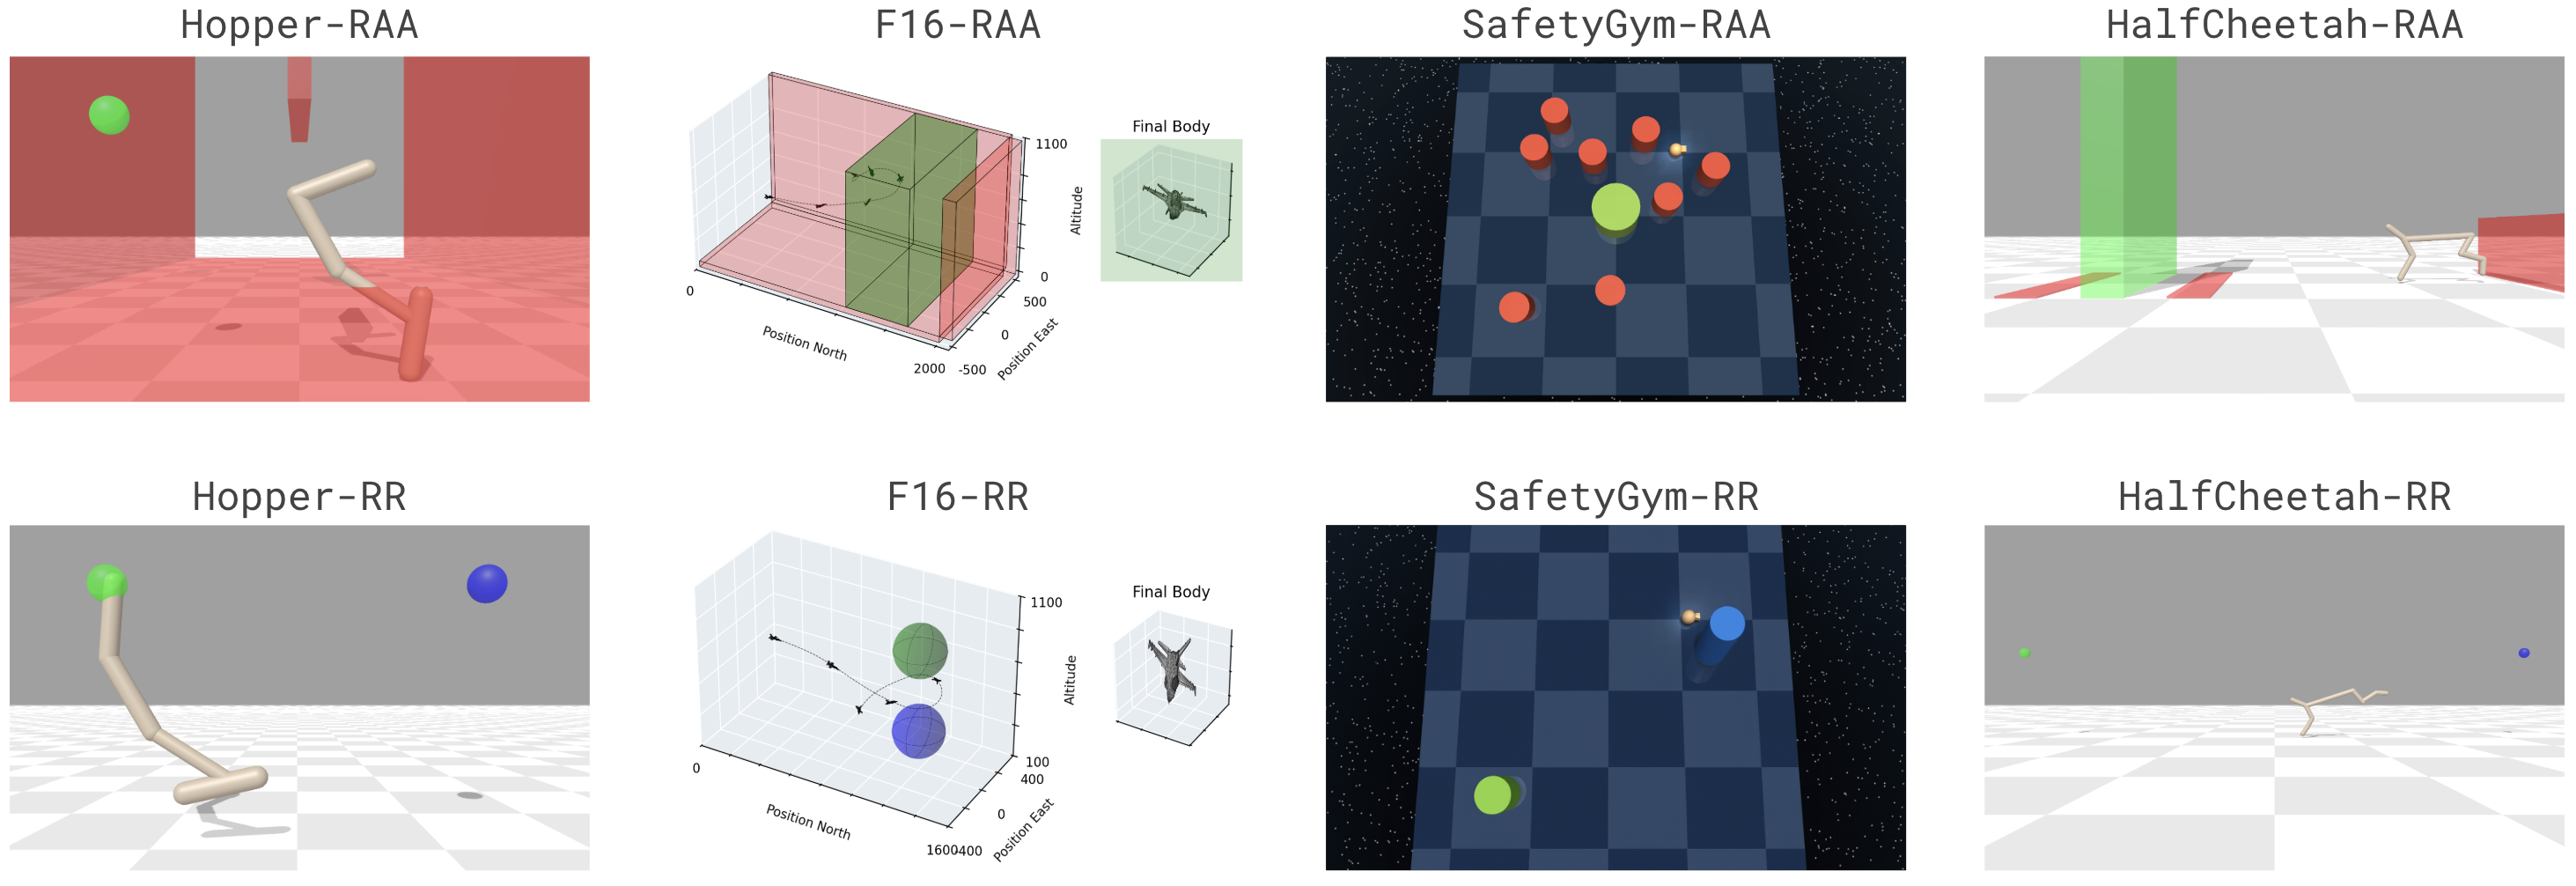 Hopper-RAA
F16-RAA
SafetyGym-RAA
HalfCheetah-RAA
Final Body
1100
Altitude
0
500
0
Position East
-500
2000
Position North
0
Hopper-RR
F16-RR
SafetyGym-RR
HalfCheetah-RR
Final Body
1100
Altitude
100
400
0
Position East
1600400
Position North
0